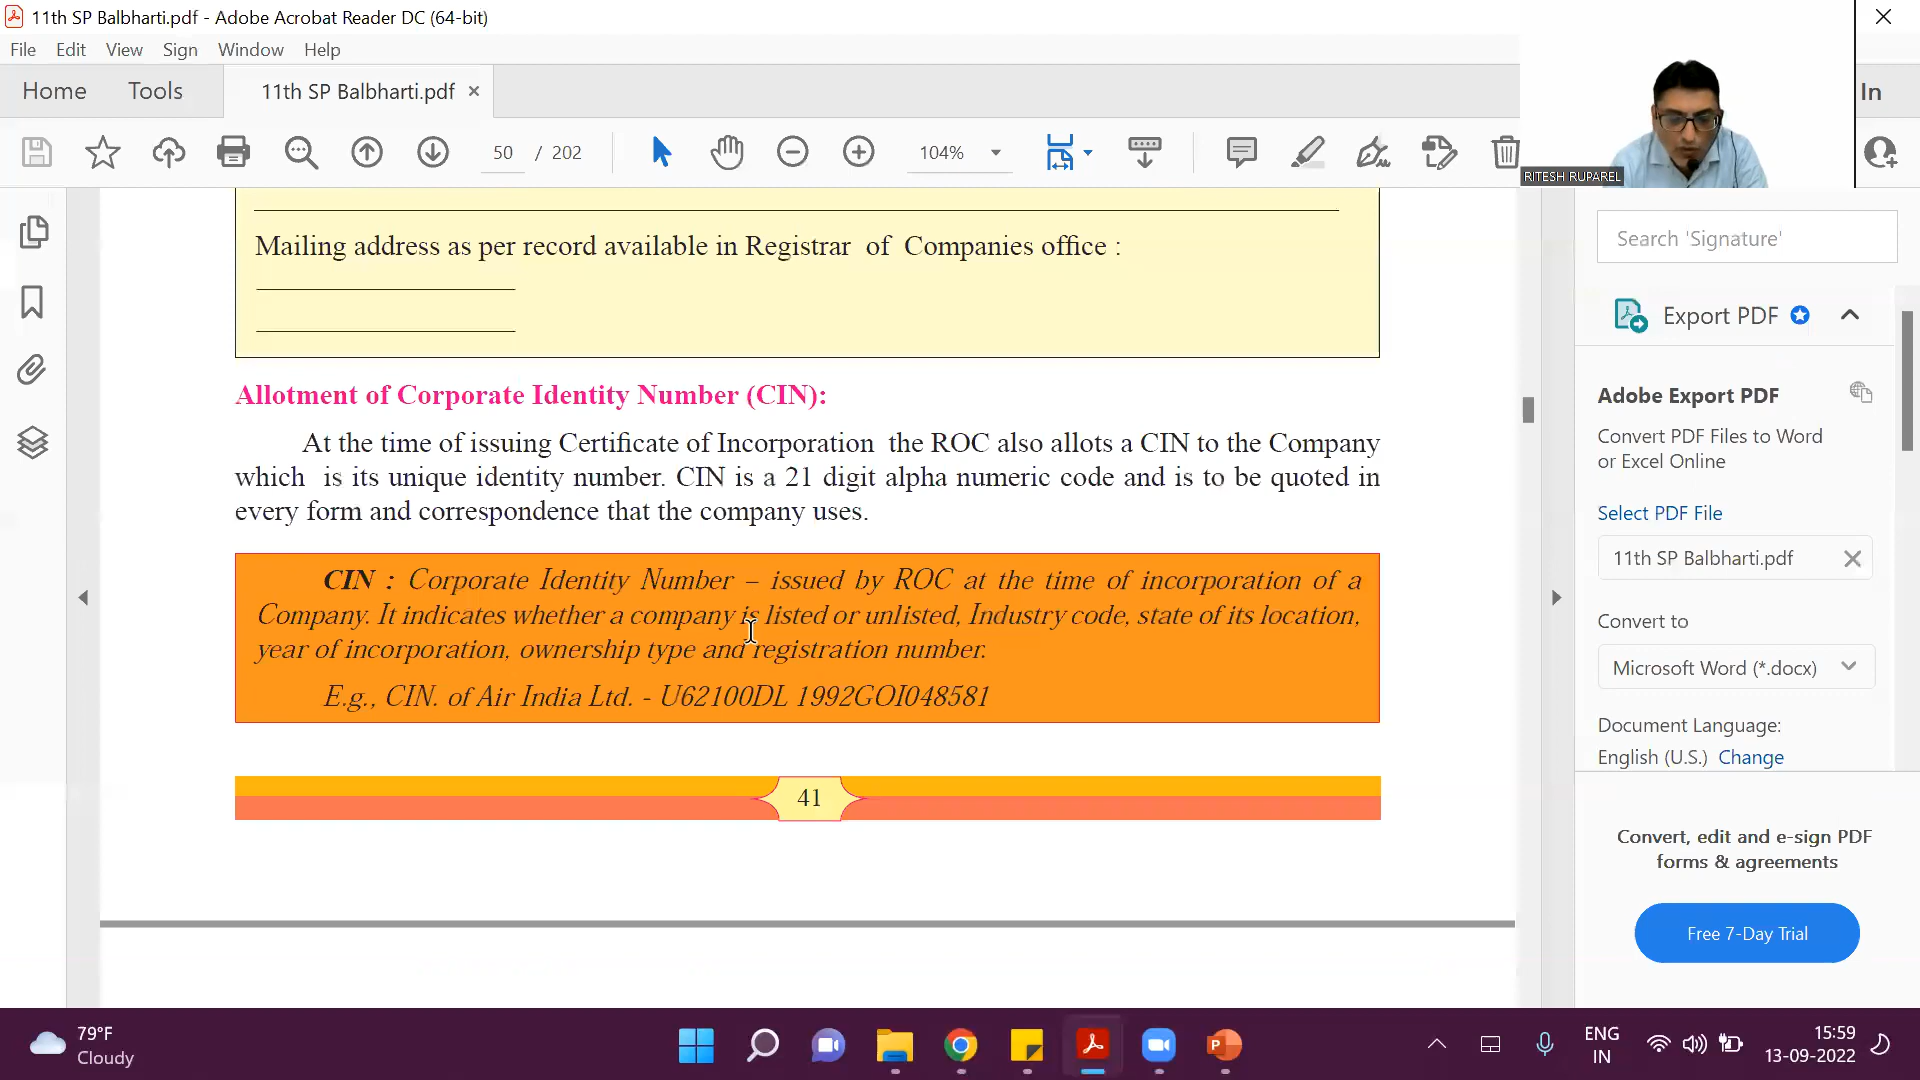 11th SP Balbharti.pdf - Adobe Acrobat Reader DC (64-bit)
File Edit View Sign Window Help
Home Tools 11th SP Balbharti.pdf × In
50 / 202 104%
RITESH RUPAREL
Mailing address as per record available in Registrar of Companies office :
Allotment of Corporate Identity Number (CIN):
At the time of issuing Certificate of Incorporation the ROC also allots a CIN to the Company
which is its unique identity number. CIN is a 21 digit alpha numeric code and is to be quoted in
every form and correspondence that the company uses.
CIN : Corporate Identity Number – issued by ROC at the time of incorporation of a
Company. It indicates whether a company is listed or unlisted, Industry code, state of its location,
year of incorporation, ownership type and registration number.
E.g., CIN. of Air India Ltd. - U62100DL 1992GOI048581
41
Search 'Signature'
Export PDF
Adobe Export PDF
Convert PDF Files to Word
or Excel Online
Select PDF File
11th SP Balbharti.pdf
Convert to
Microsoft Word (*.docx)
Document Language:
English (U.S.) Change
Convert, edit and e-sign PDF
forms & agreements
Free 7-Day Trial
79°F
Cloudy
ENG
IN
15:59
13-09-2022